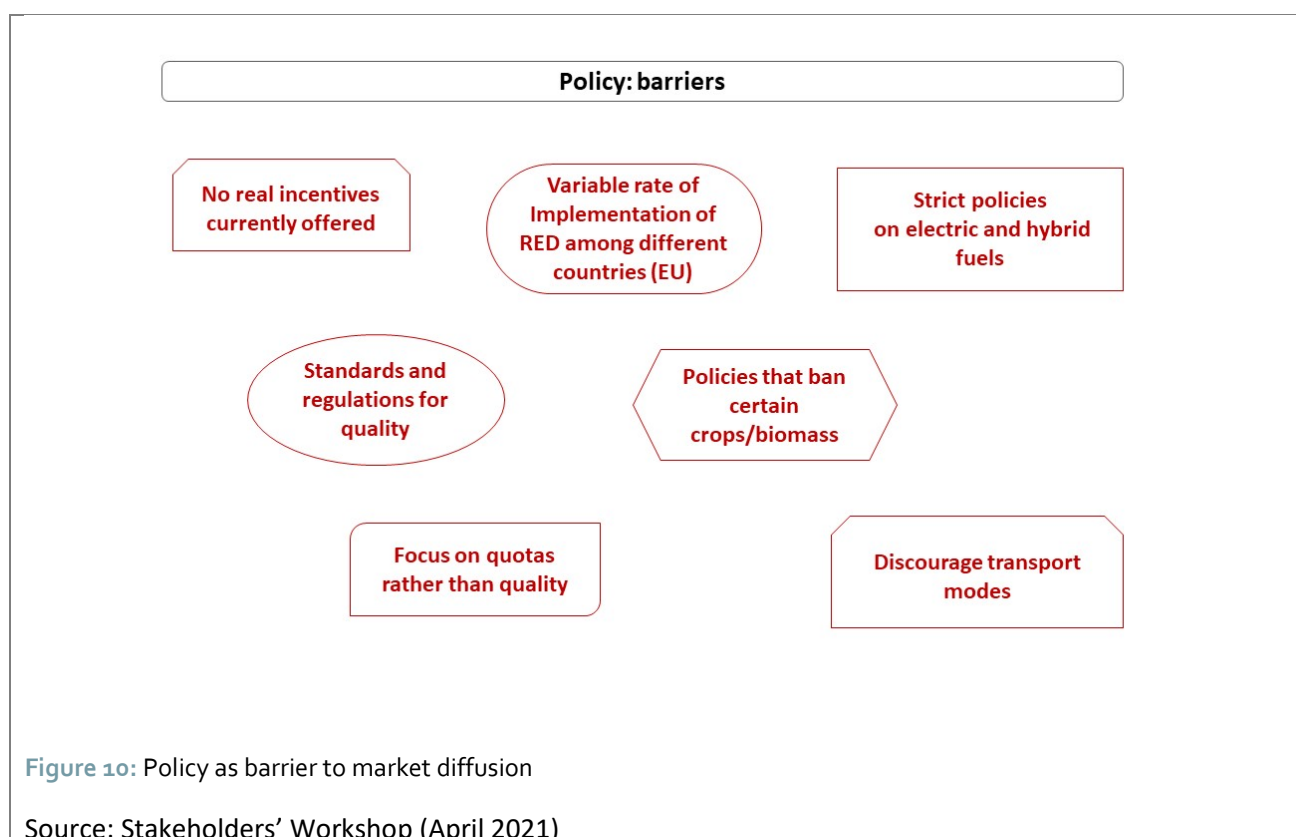 Policy: barriers
No real incentives
currently offered
Variable rate of
Implementation of
RED among different
countries (EU)
Strict policies
on electric and hybrid
fuels
Standards and
regulations for
quality
Policies that ban
certain
crops/biomass
Focus on quotas
rather than quality
Discourage transport
modes
Figure 10: Policy as barrier to market diffusion
Source: Stakeholders’ Workshop (April 2021)